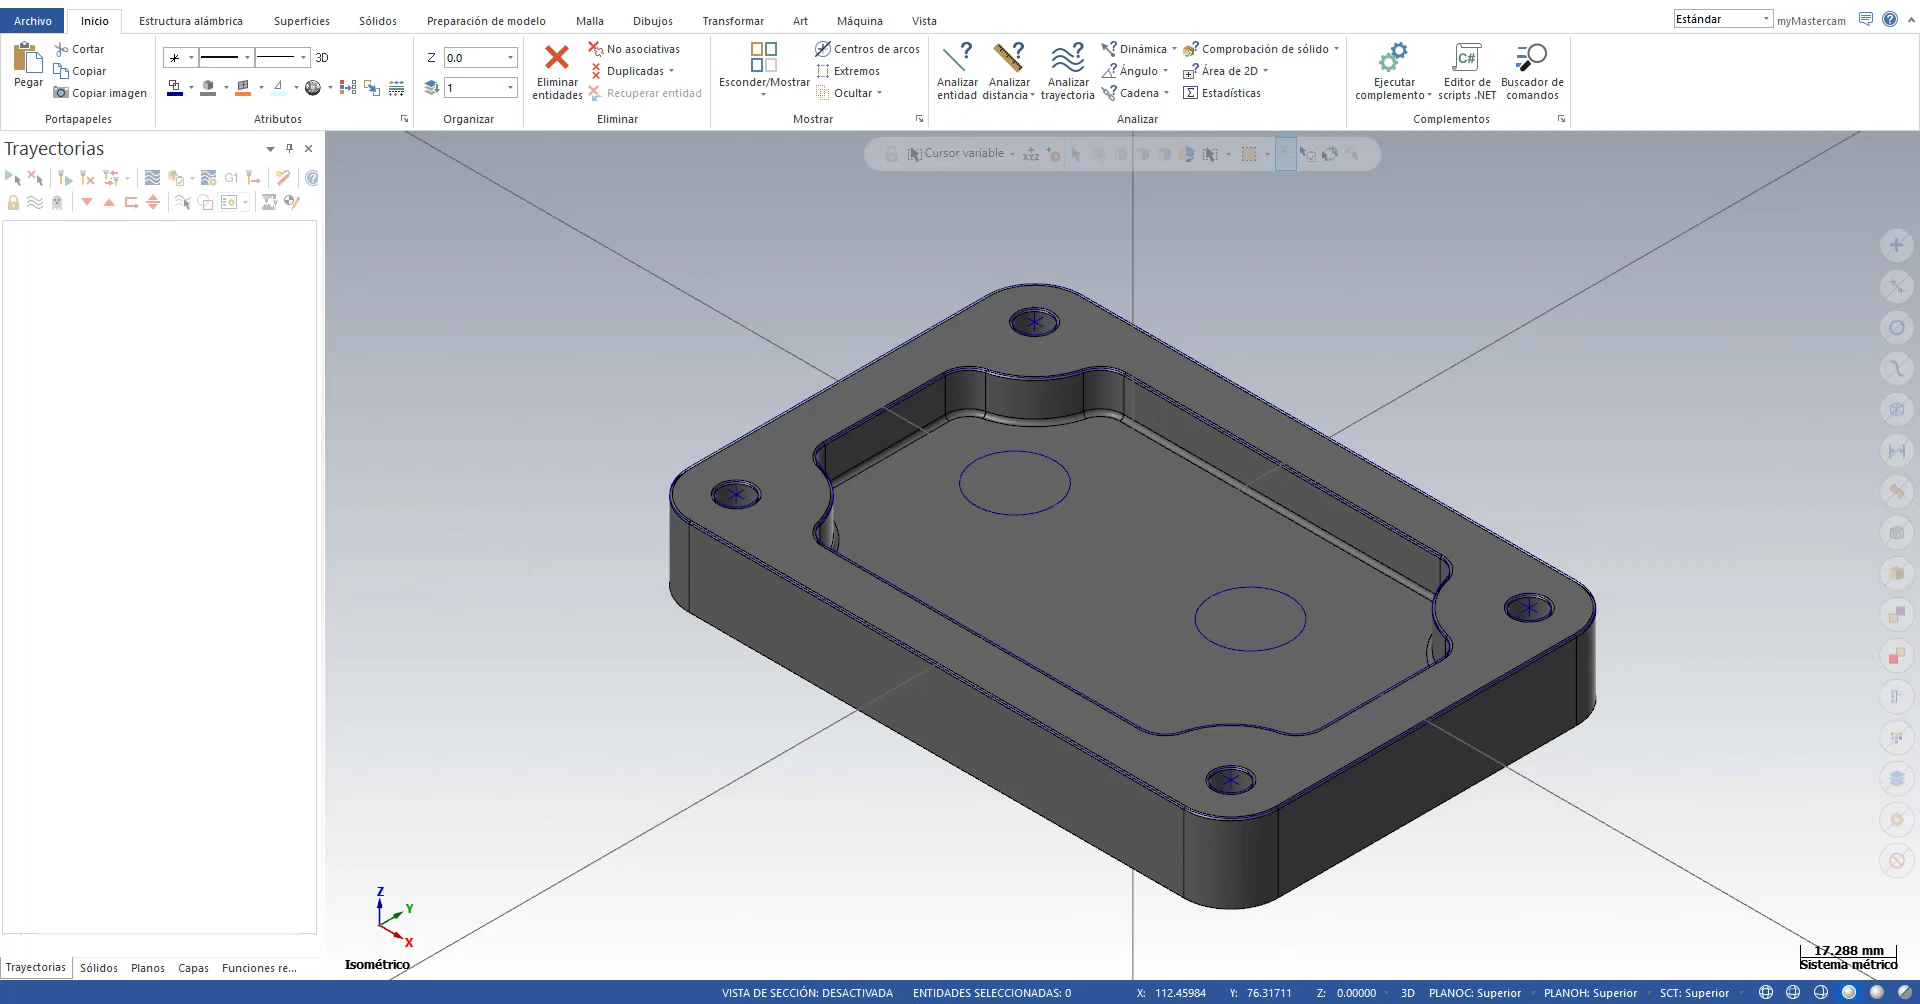 Archivo Inicio Estructura alámbrica Superficies Sólidos Preparación de modelo Malla Dibujos Transformar Art Máquina Vista Estándar myMastercam
Pegar Cortar Copiar Copiar imagen
Portapapeles
3D
Atributos
Z 0.0
1
Organizar
Eliminar entidades No asociativas Duplicadas Recuperar entidad
Eliminar
Esconder/Mostrar Centros de arcos Extremos Ocultar
Mostrar
Analizar entidad Analizar distancia Analizar trayectoria Dinámica Ángulo Cadena Comprobación de sólido Área de 2D Estadísticas
Analizar
Ejecutar complemento Editor de scripts .NET Buscador de comandos
C#
Complementos
Trayectorias
G1
Cursor variable
XYZ
Z
Y
X
Isométrico
17.288 mm
Sistema métrico
Trayectorias Sólidos Planos Capas Funciones re...
VISTA DE SECCIÓN: DESACTIVADA ENTIDADES SELECCIONADAS: 0 X: 112.45984 Y: 76.31711 Z: 0.00000 3D PLANOC: Superior PLANOH: Superior SCT: Superior